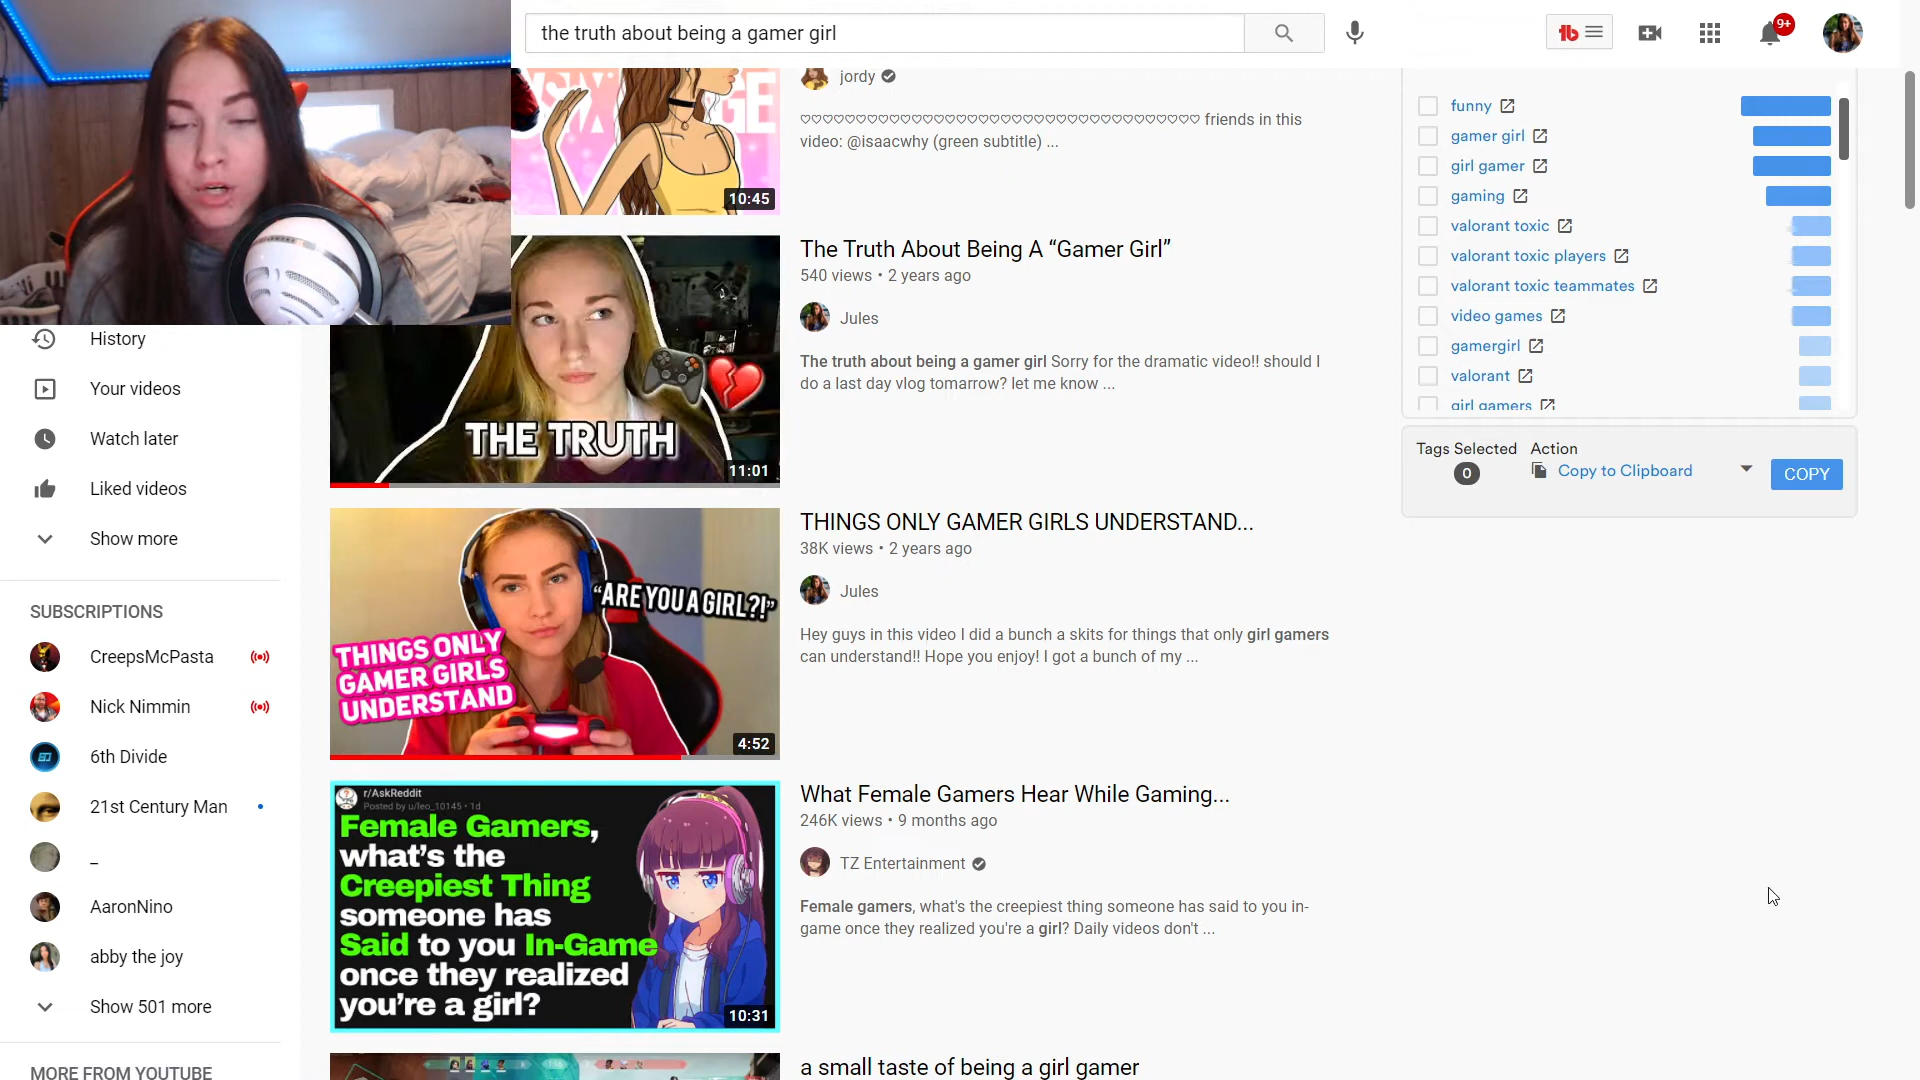 the truth about being a gamer girl
9+
jordy
♡♡♡♡♡♡♡♡♡♡♡♡♡♡♡♡♡♡♡♡♡♡♡♡♡♡♡♡♡♡♡♡♡♡♡♡ friends in this
video: @isaacwhy (green subtitle) ...
10:45
The Truth About Being A “Gamer Girl”
540 views • 2 years ago
Jules
The truth about being a gamer girl Sorry for the dramatic video!! should I
do a last day vlog tomorrow? let me know ...
THE TRUTH
11:01
THINGS ONLY GAMER GIRLS UNDERSTAND...
38K views • 2 years ago
Jules
Hey guys in this video I did a bunch a skits for things that only girl gamers
can understand!! Hope you enjoy! I got a bunch of my ...
“ARE YOU A GIRL?!”
THINGS ONLY
GAMER GIRLS
UNDERSTAND
4:52
What Female Gamers Hear While Gaming...
246K views • 9 months ago
TZ Entertainment
Female gamers, what's the creepiest thing someone has said to you in-
game once they realized you're a girl? Daily videos don't ...
r/AskReddit
Posted by u/leo_10145 • 1d
Female Gamers,
what’s the
Creepiest Thing
someone has
Said to you In-Game
once they realized
you’re a girl?
10:31
a small taste of being a girl gamer
History
Your videos
Watch later
Liked videos
Show more
SUBSCRIPTIONS
CreepsMcPasta
Nick Nimmin
6th Divide
21st Century Man
_
AaronNino
abby the joy
Show 501 more
MORE FROM YOUTUBE
funny
gamer girl
girl gamer
gaming
valorant toxic
valorant toxic players
valorant toxic teammates
video games
gamergirl
valorant
girl gamers
Tags Selected Action
0 Copy to Clipboard COPY